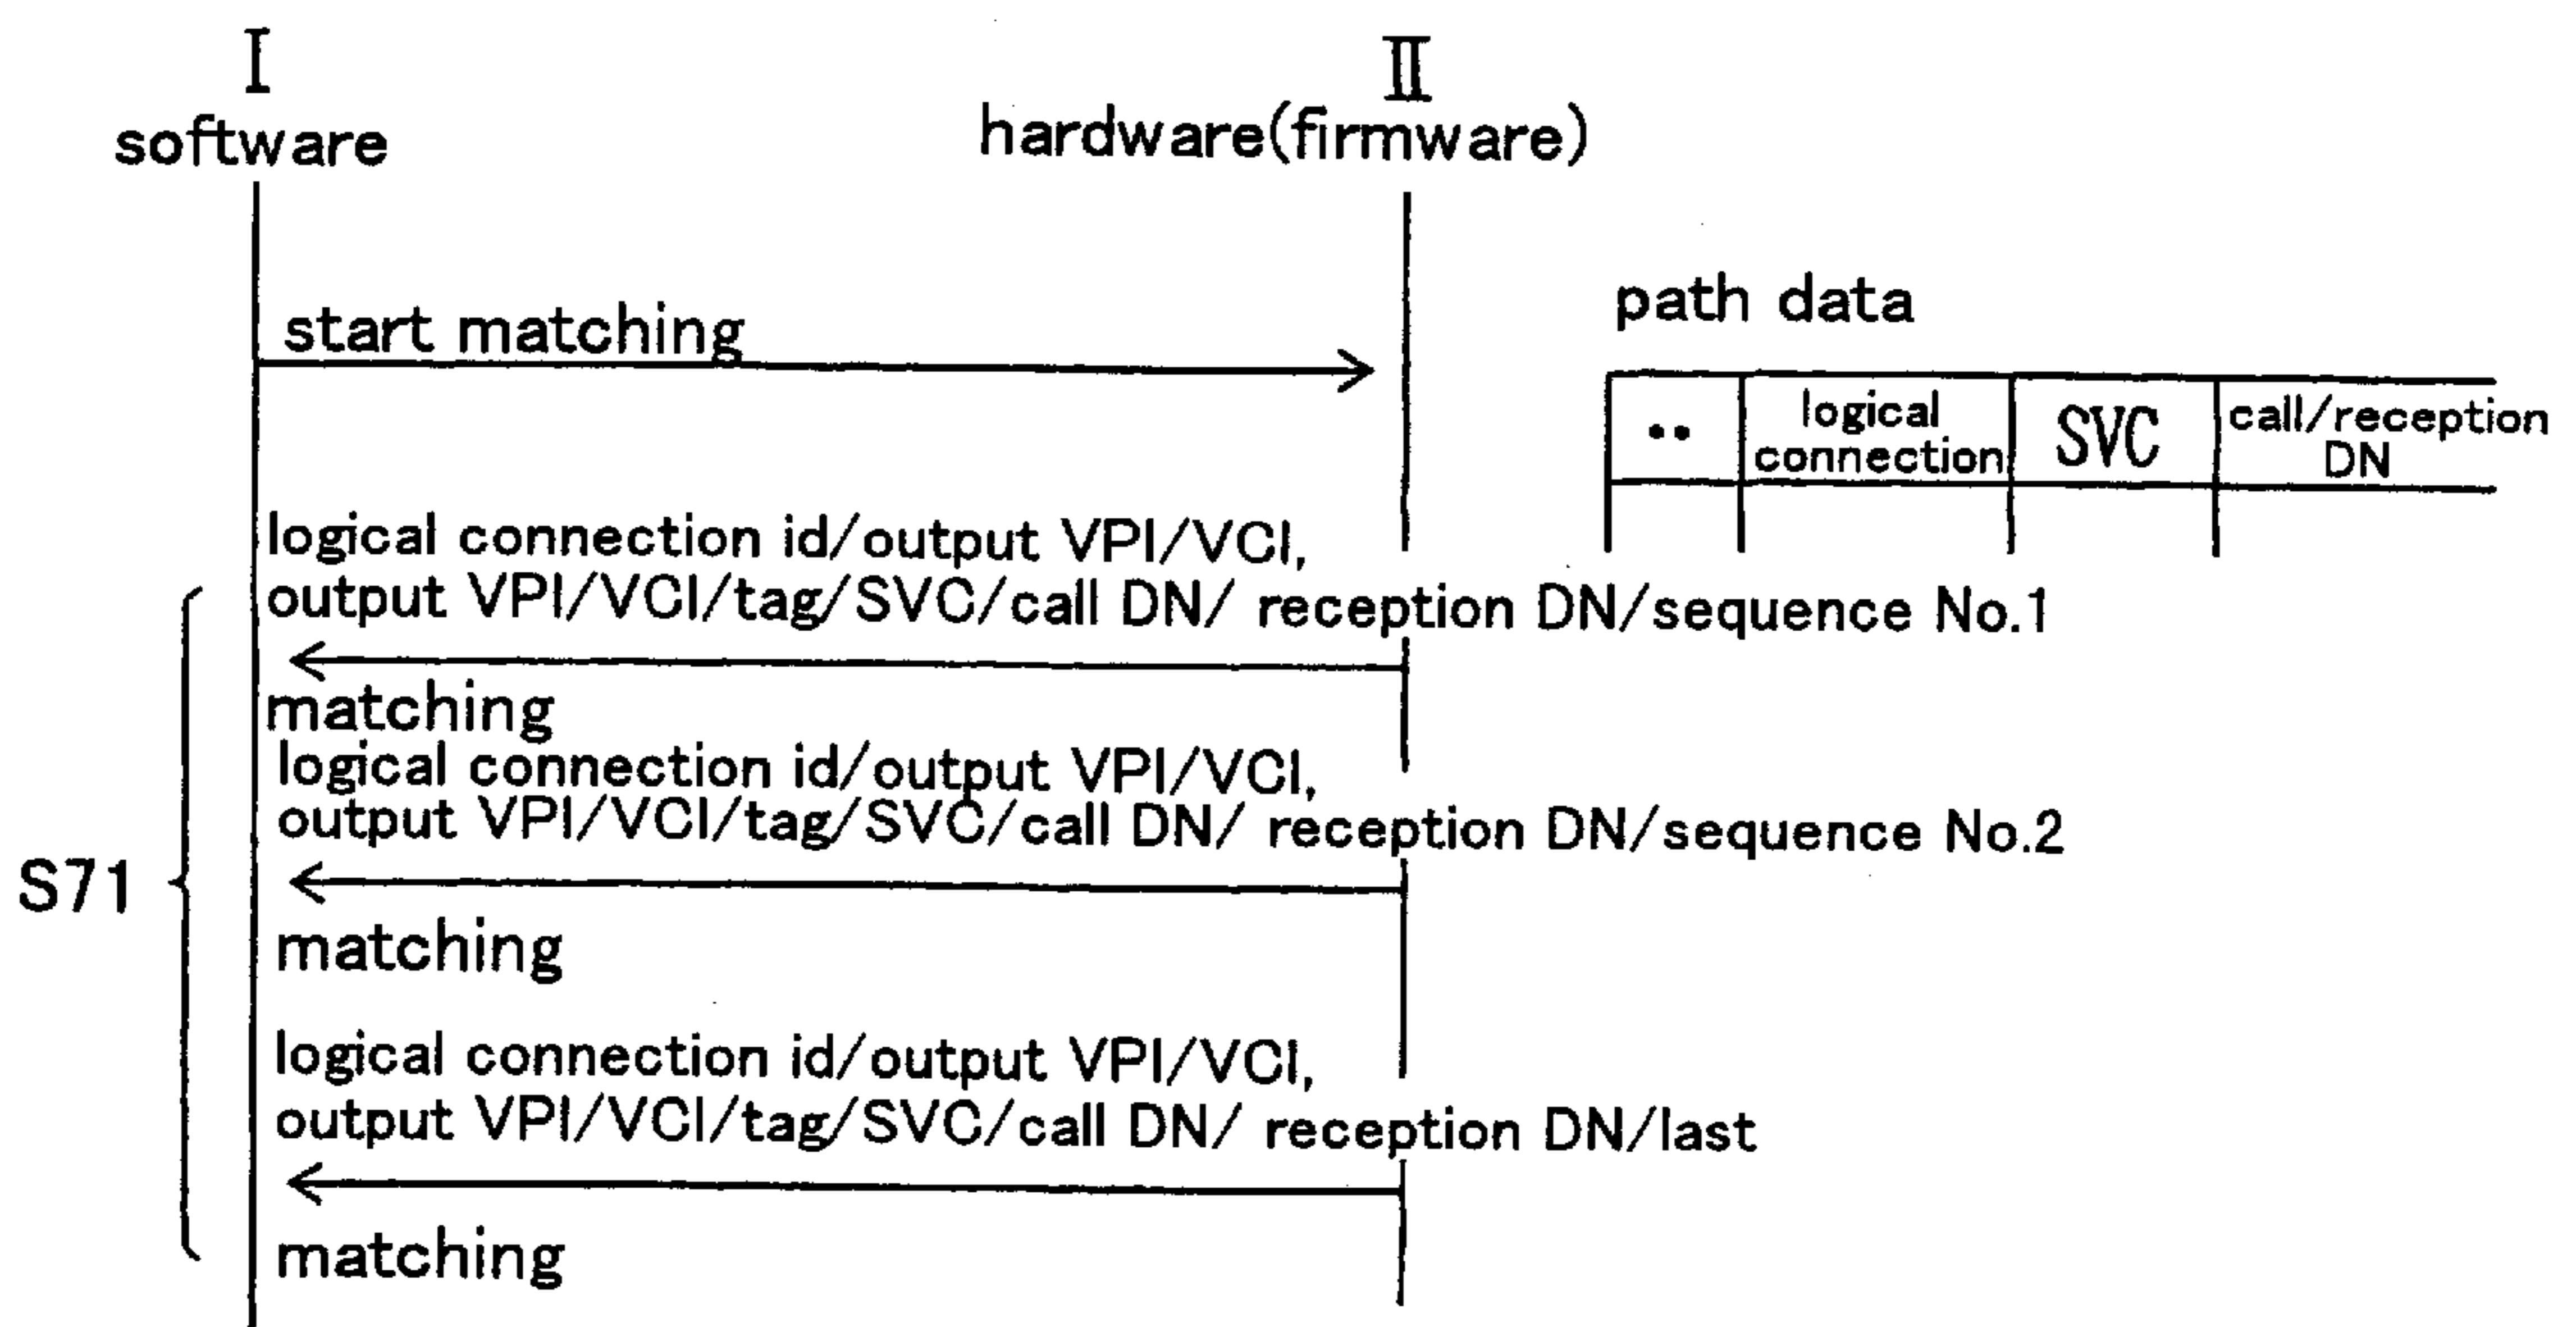 I
software
II
hardware(firmware)
start matching
path data
••
logical
connection
SVC
call/reception
DN
logical connection id/output VPI/VCI,
output VPI/VCI/tag/SVC/call DN/ reception DN/sequence No.1
matching
logical connection id/output VPI/VCI,
output VPI/VCI/tag/SVC/call DN/ reception DN/sequence No.2
S71
matching
logical connection id/output VPI/VCI,
output VPI/VCI/tag/SVC/call DN/ reception DN/last
matching